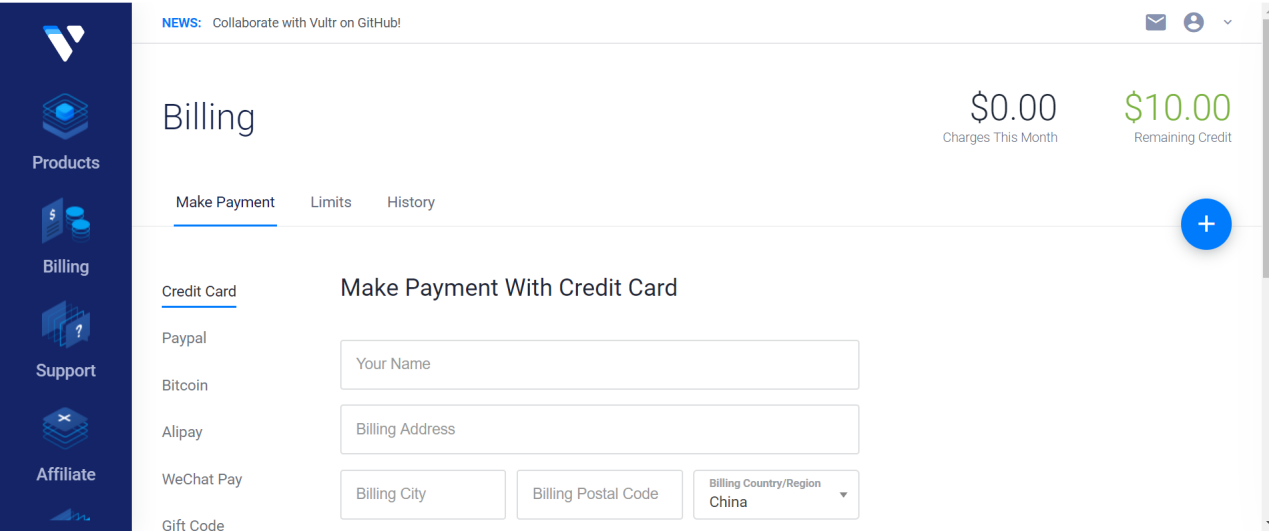 NEWS: Collaborate with Vultr on GitHub!
Products
Billing
Support
Affiliate
Billing
$0.00
Charges This Month
$10.00
Remaining Credit
Make Payment Limits History
Credit Card
Paypal
Bitcoin
Alipay
WeChat Pay
Gift Code
Make Payment With Credit Card
Your Name
Billing Address
Billing City
Billing Postal Code
Billing Country/Region
China